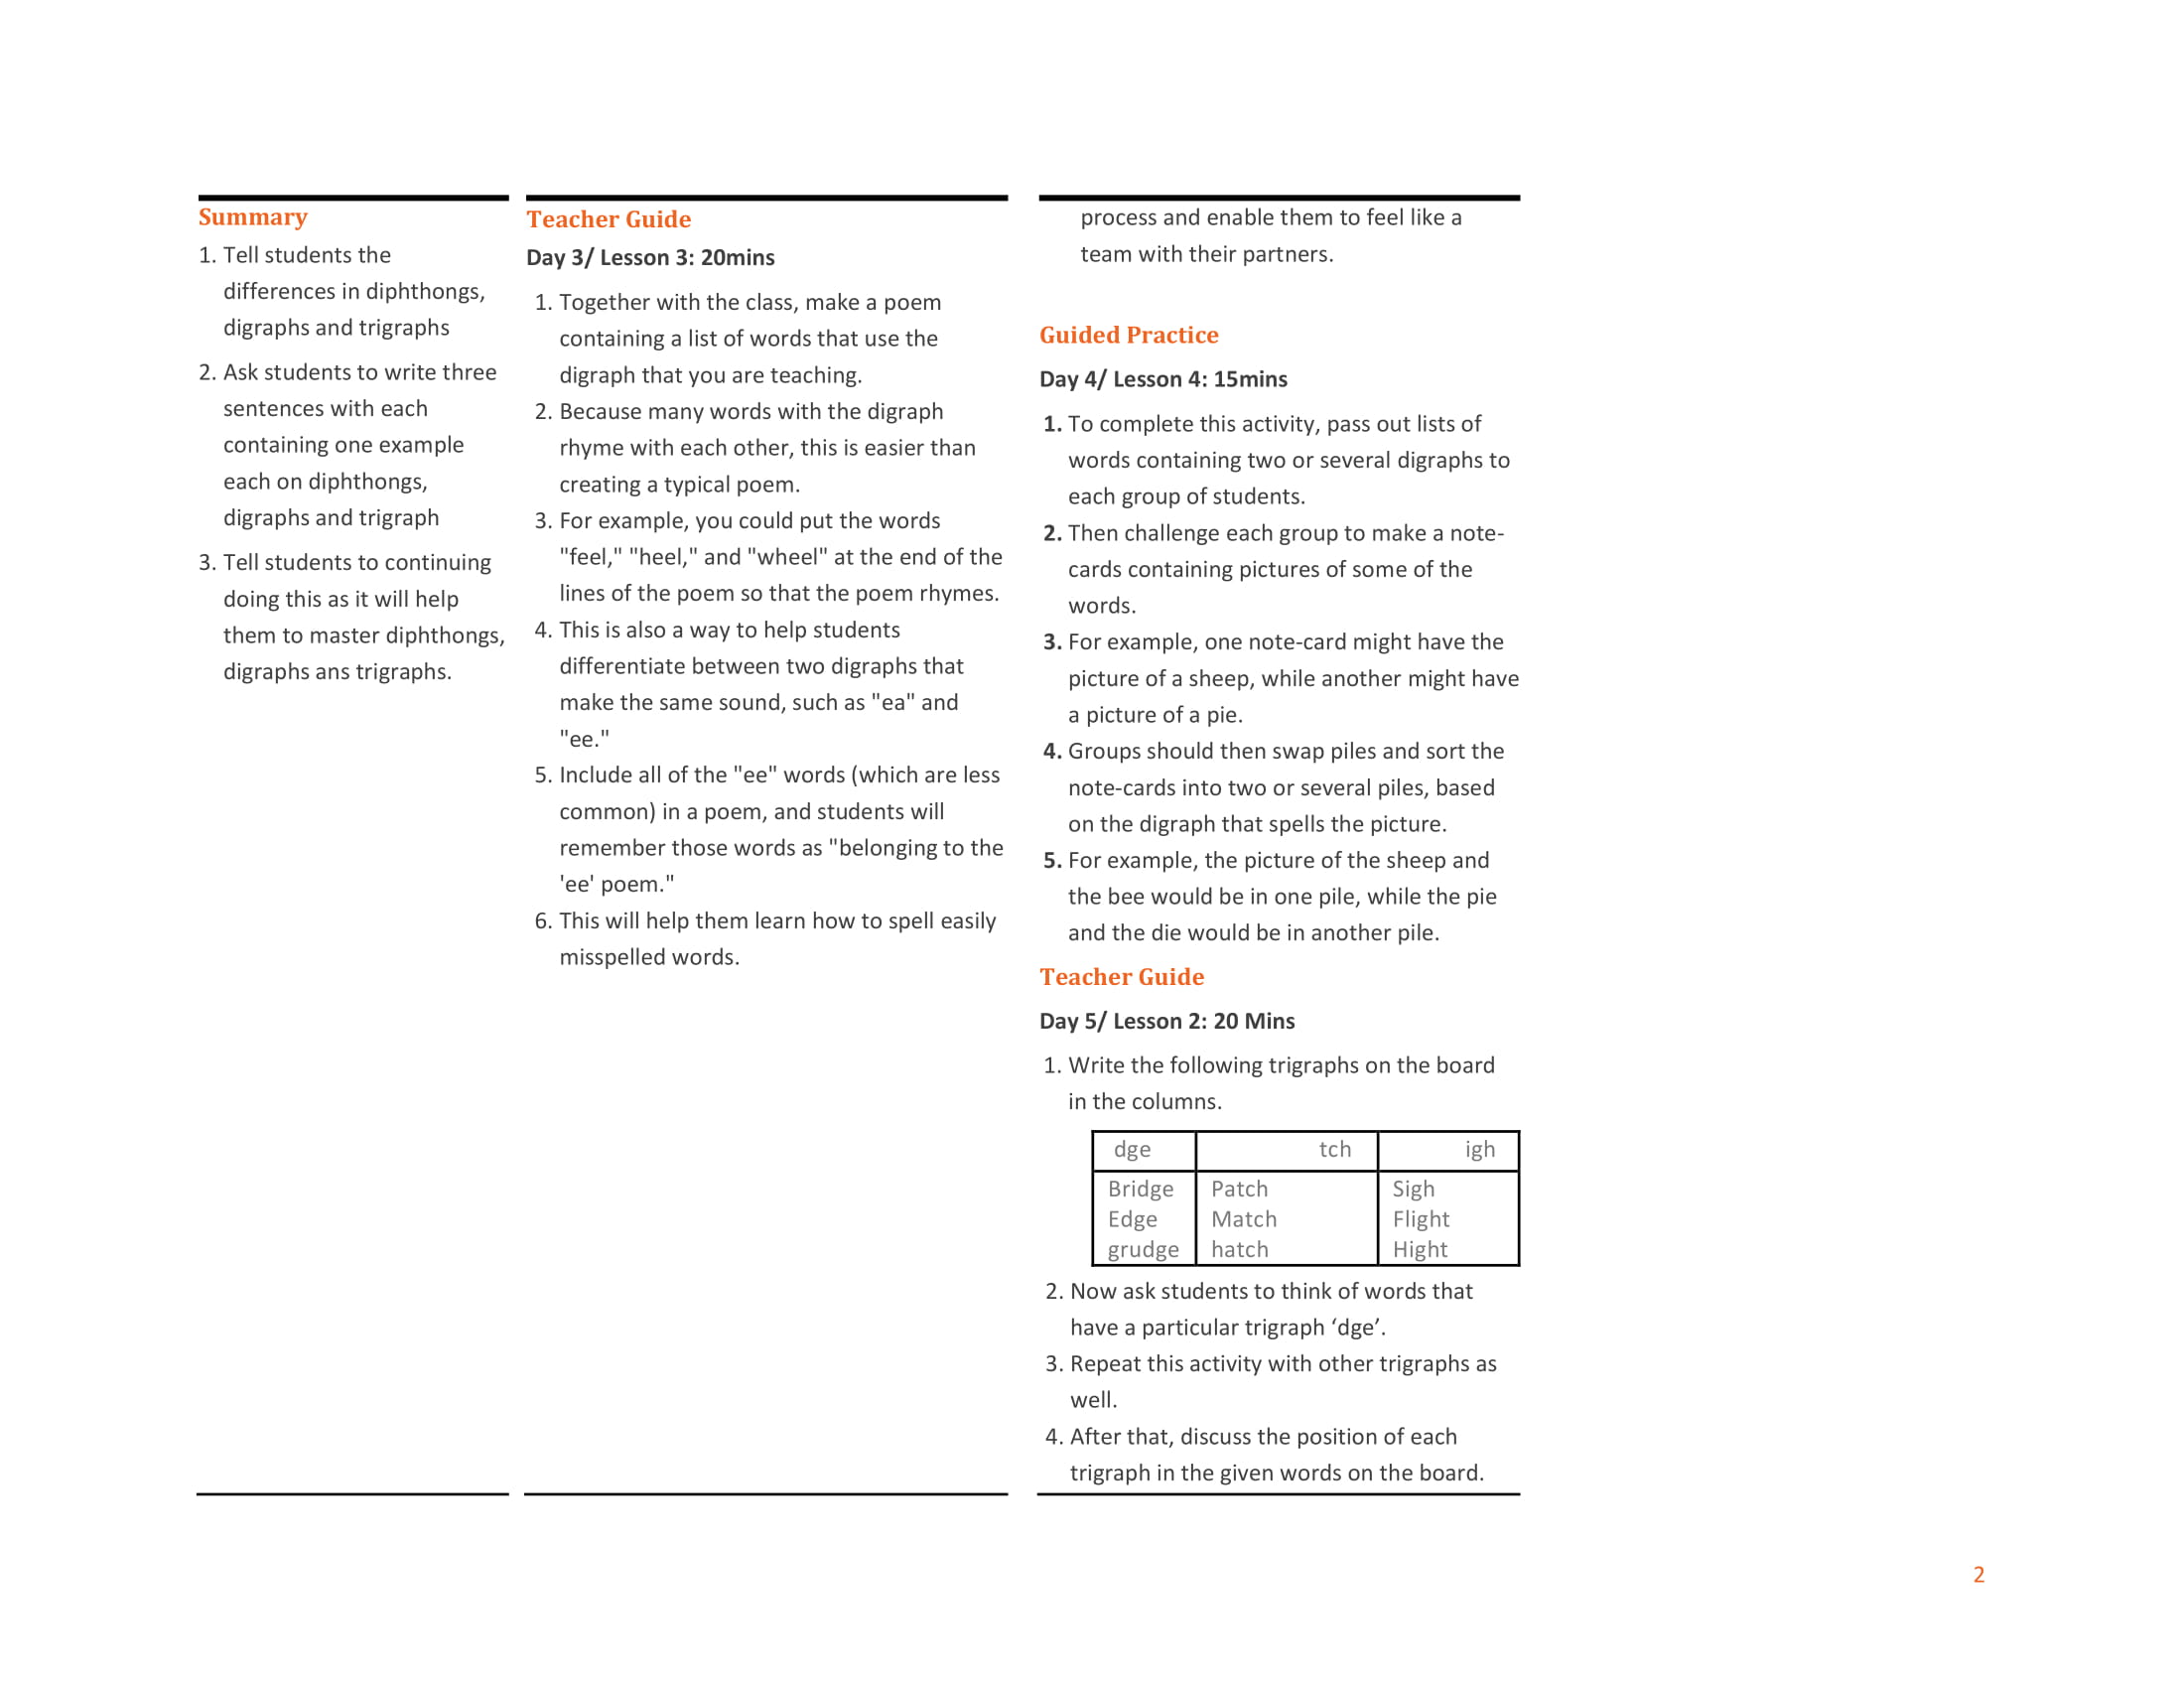 Summary
1. Tell students the
differences in diphthongs,
digraphs and trigraphs
2. Ask students to write three
sentences with each
containing one example
each on diphthongs,
digraphs and trigraph
3. Tell students to continuing
doing this as it will help
them to master diphthongs,
digraphs ans trigraphs.
Teacher Guide
Day 3/ Lesson 3: 20mins
1. Together with the class, make a poem
containing a list of words that use the
digraph that you are teaching.
2. Because many words with the digraph
rhyme with each other, this is easier than
creating a typical poem.
3. For example, you could put the words
"feel," "heel," and "wheel" at the end of the
lines of the poem so that the poem rhymes.
4. This is also a way to help students
differentiate between two digraphs that
make the same sound, such as "ea" and
"ee."
5. Include all of the "ee" words (which are less
common) in a poem, and students will
remember those words as "belonging to the
'ee' poem."
6. This will help them learn how to spell easily
misspelled words.
process and enable them to feel like a
team with their partners.
Guided Practice
Day 4/ Lesson 4: 15mins
1. To complete this activity, pass out lists of
words containing two or several digraphs to
each group of students.
2. Then challenge each group to make a note-
cards containing pictures of some of the
words.
3. For example, one note-card might have the
picture of a sheep, while another might have
a picture of a pie.
4. Groups should then swap piles and sort the
note-cards into two or several piles, based
on the digraph that spells the picture.
5. For example, the picture of the sheep and
the bee would be in one pile, while the pie
and the die would be in another pile.
Teacher Guide
Day 5/ Lesson 2: 20 Mins
1. Write the following trigraphs on the board
in the columns.
dge tch igh
Bridge Patch Sigh
Edge Match Flight
grudge hatch Hight
2. Now ask students to think of words that
have a particular trigraph ‘dge’.
3. Repeat this activity with other trigraphs as
well.
4. After that, discuss the position of each
trigraph in the given words on the board.
2